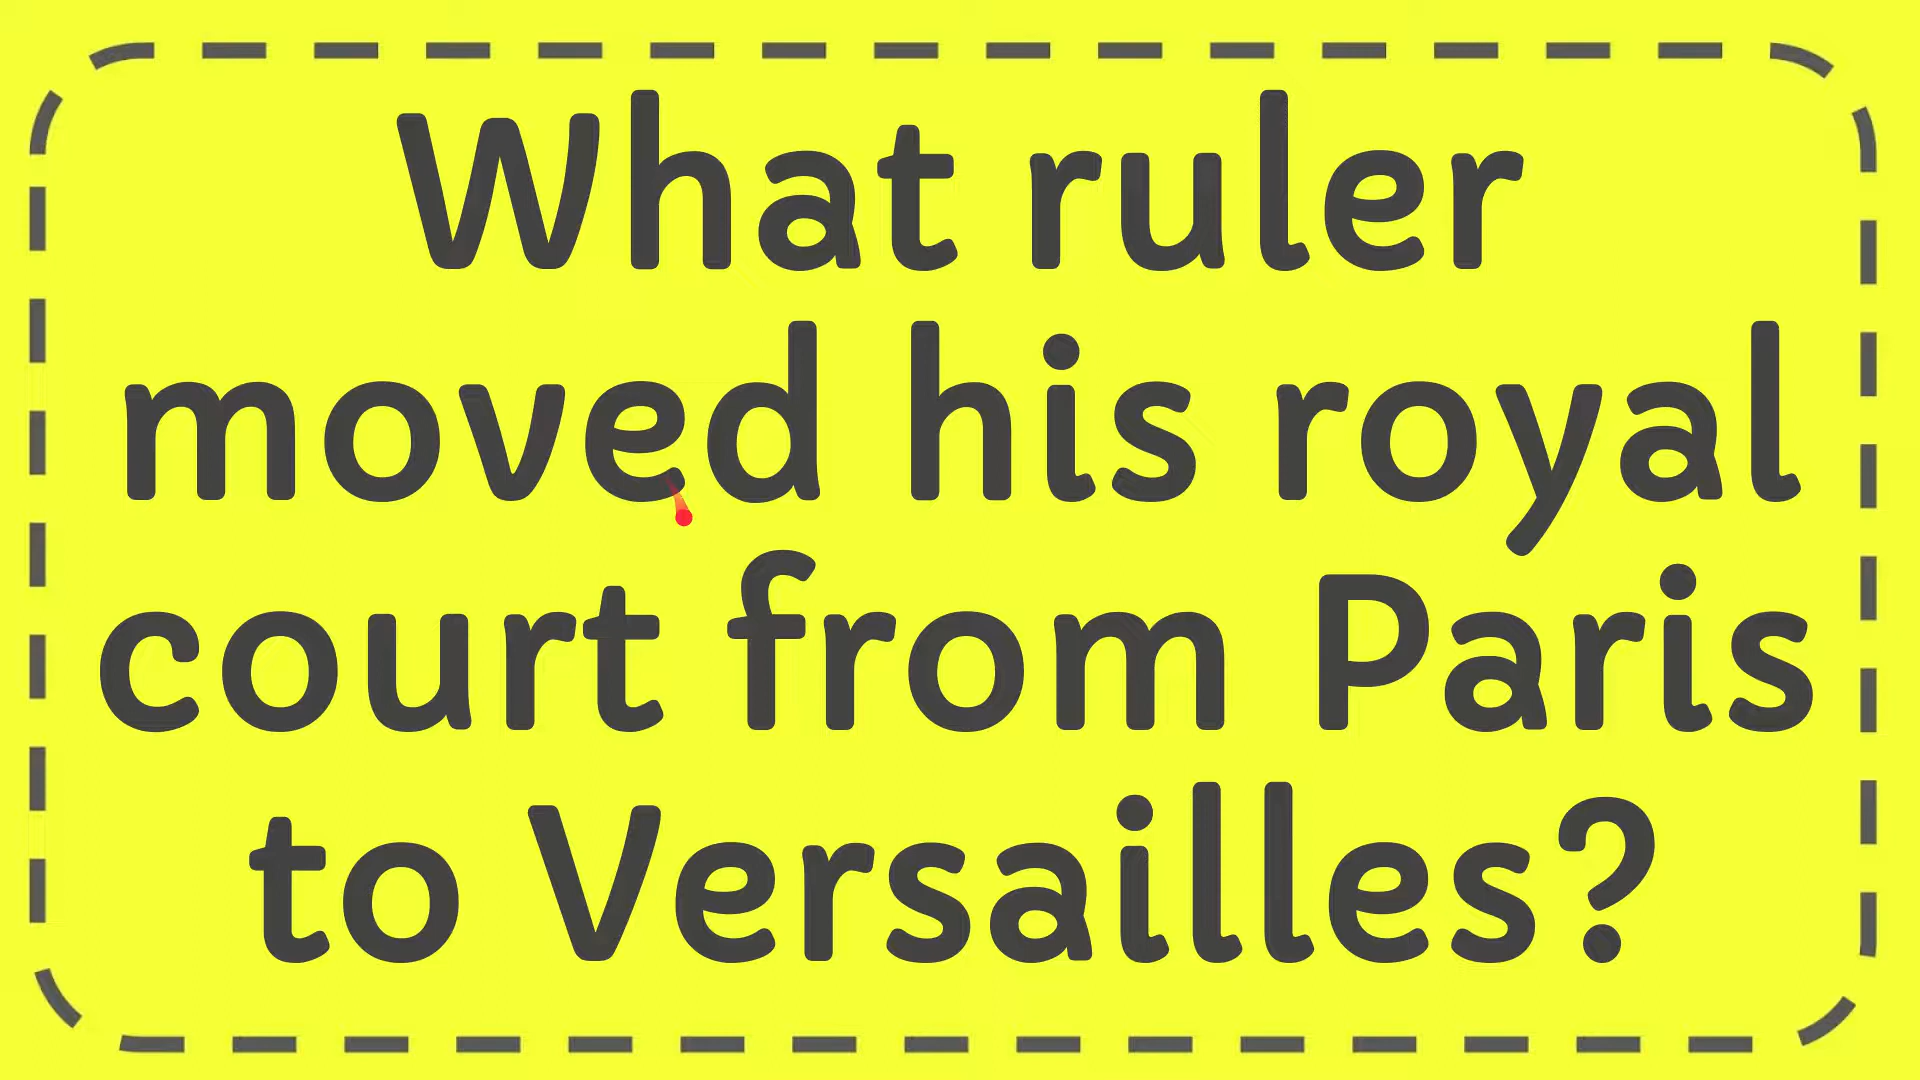 What ruler
moved his royal
court from Paris
to Versailles?